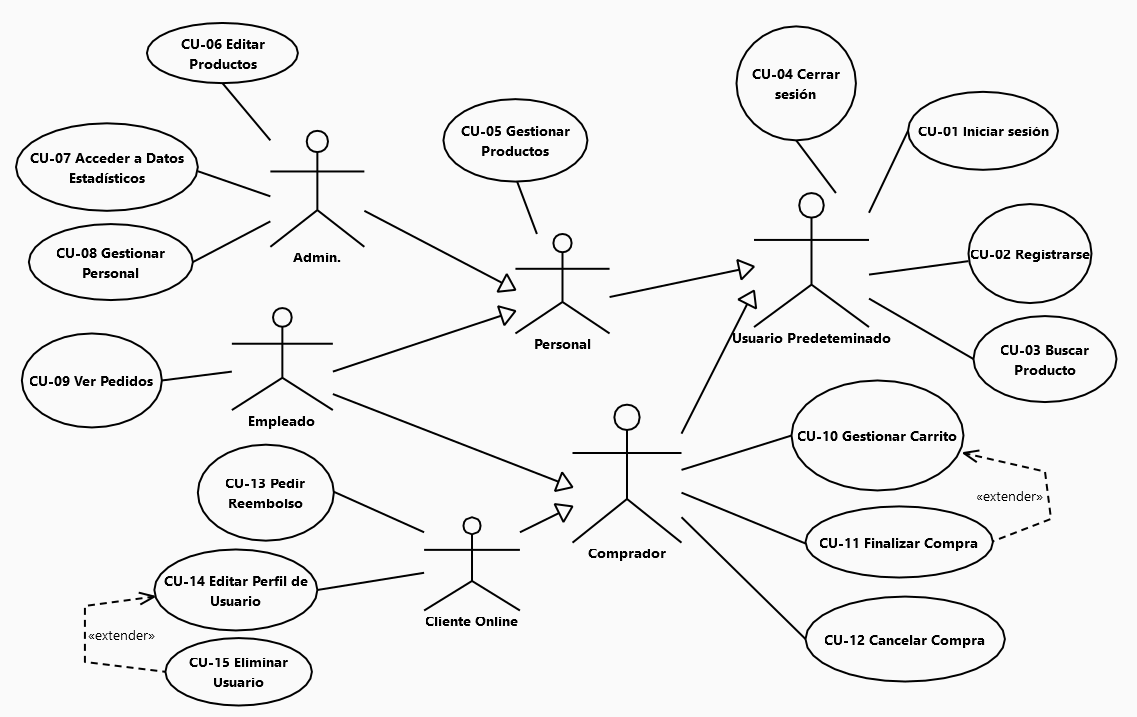 CU-06 Editar
Productos
CU-04 Cerrar
sesión
CU-05 Gestionar
Productos
CU-01 Iniciar sesión
CU-07 Acceder a Datos
Estadísticos
CU-08 Gestionar
Personal
Admin.
CU-02 Registrarse
Personal
Usuario Predeteminado
CU-03 Buscar
Producto
CU-09 Ver Pedidos
Empleado
CU-10 Gestionar Carrito
CU-13 Pedir
Reembolso
«extender»
CU-11 Finalizar Compra
Comprador
CU-14 Editar Perfil de
Usuario
Cliente Online
«extender»
CU-12 Cancelar Compra
CU-15 Eliminar
Usuario